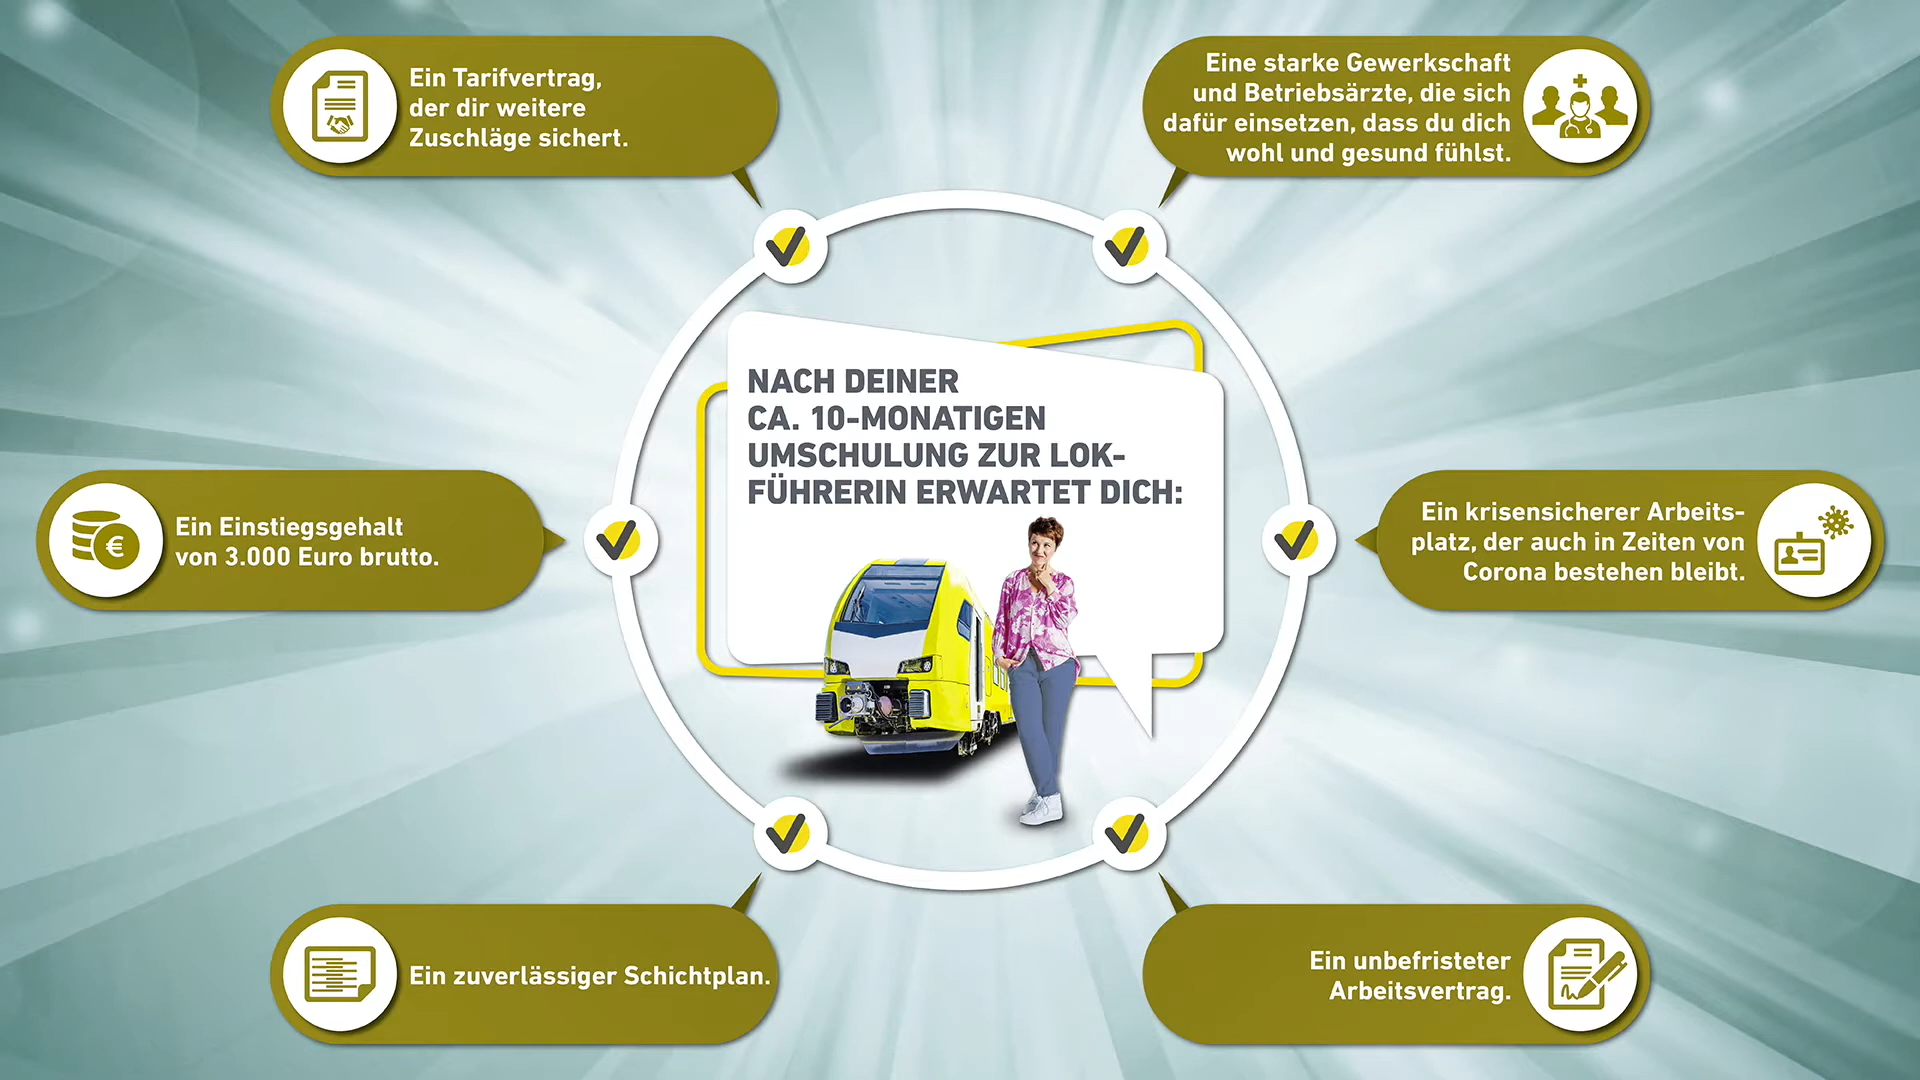 Ein Tarifvertrag,
der dir weitere
Zuschläge sichert.
Eine starke Gewerkschaft
und Betriebsärzte, die sich
dafür einsetzen, dass du dich
wohl und gesund fühlst.
NACH DEINER
CA. 10-MONATIGEN
UMSCHULUNG ZUR LOK-
FÜHRERIN ERWARTET DICH:
Ein Einstiegsgehalt
von 3.000 Euro brutto.
Ein krisensicherer Arbeits-
platz, der auch in Zeiten von
Corona bestehen bleibt.
Ein zuverlässiger Schichtplan.
Ein unbefristeter
Arbeitsvertrag.